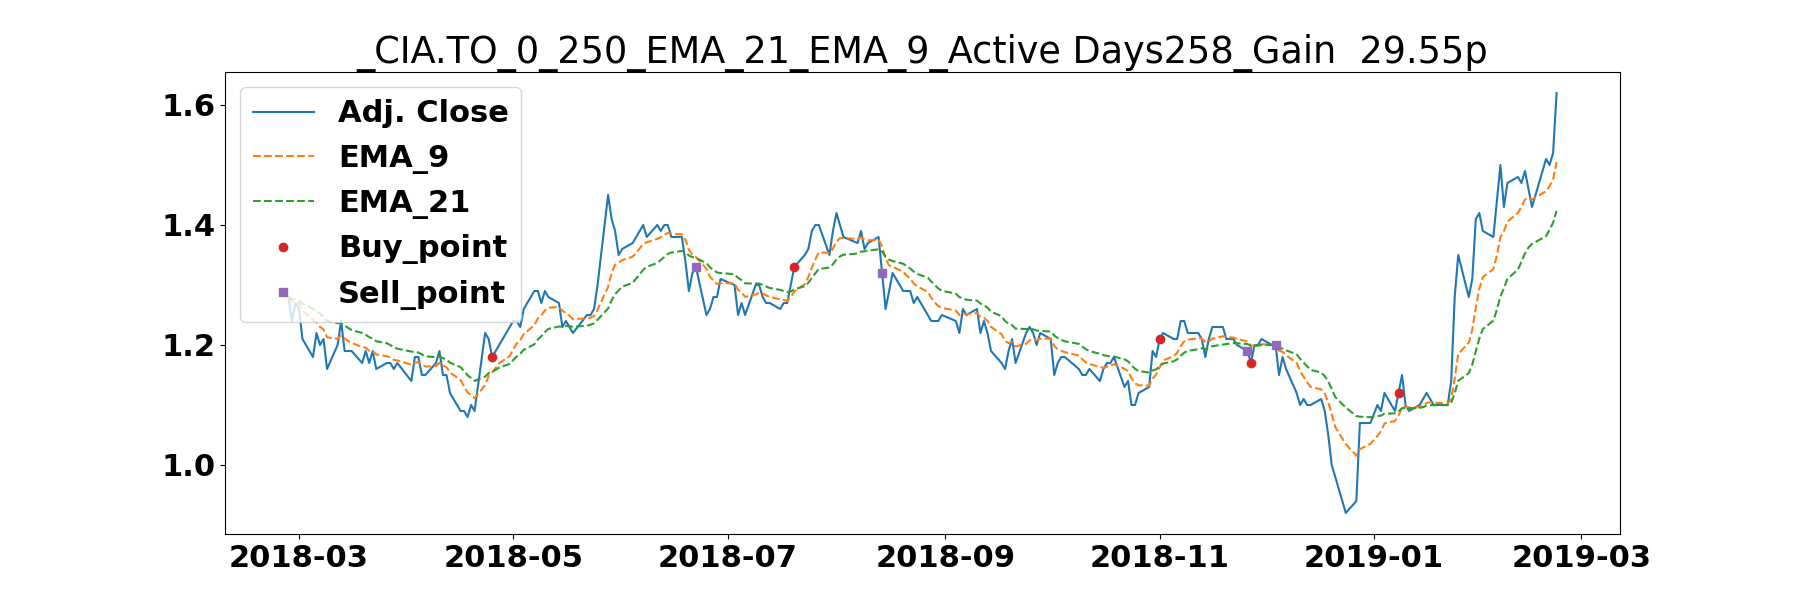 _CIA.TO_0_250_EMA_21_EMA_9_Active Days258_Gain  29.55p
Adj. Close
EMA_9
EMA_21
Buy_point
Sell_point
1.6
1.4
1.2
1.0
2018-03 2018-05 2018-07 2018-09 2018-11 2019-01 2019-03